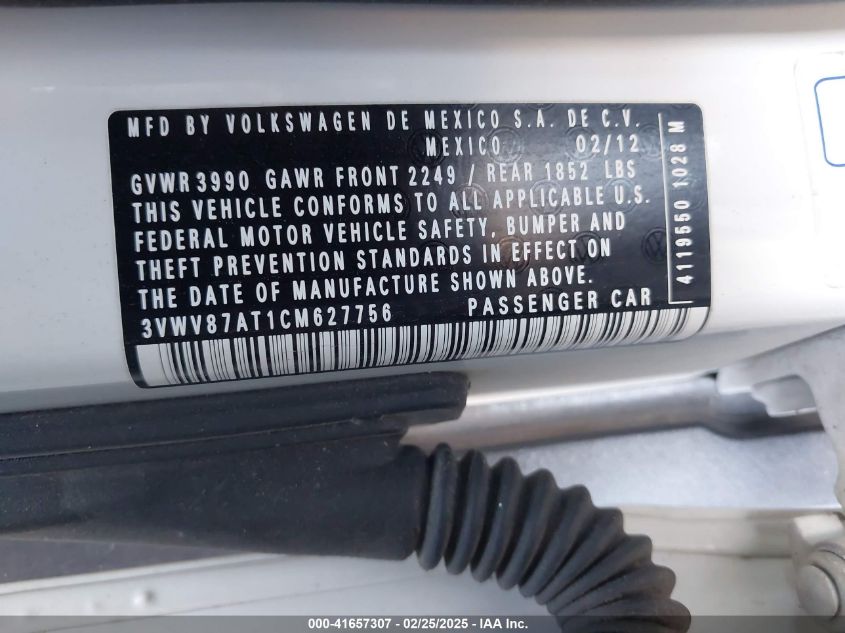 MFD BY VOLKSWAGEN DE MEXICO S.A. DE C.V.
MEXICO 02/12
GVWR 3990 GAWR FRONT 2249 / REAR 1852 LBS
THIS VEHICLE CONFORMS TO ALL APPLICABLE U.S.
FEDERAL MOTOR VEHICLE SAFETY, BUMPER AND
THEFT PREVENTION STANDARDS IN EFFECT ON
THE DATE OF MANUFACTURE SHOWN ABOVE.
3VWV87AT1CM627756 PASSENGER CAR
4119550 1028 M
000-41657307 - 02/25/2025 - IAA Inc.